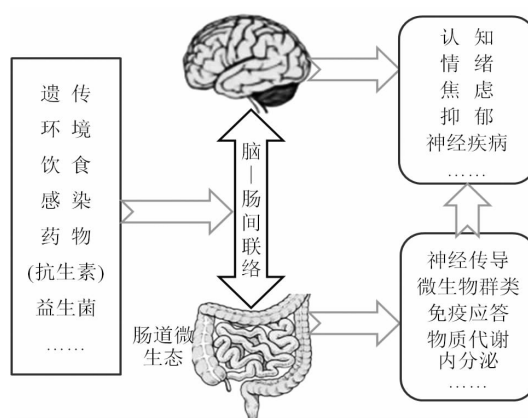 遗传
环境
饮食
感染
药物
(抗生素)
益生菌
……
脑—肠间联络
肠道微
生态
认知
情绪
焦虑
抑郁
神经疾病
……
神经传导
微生物群类
免疫应答
物质代谢
内分泌
……